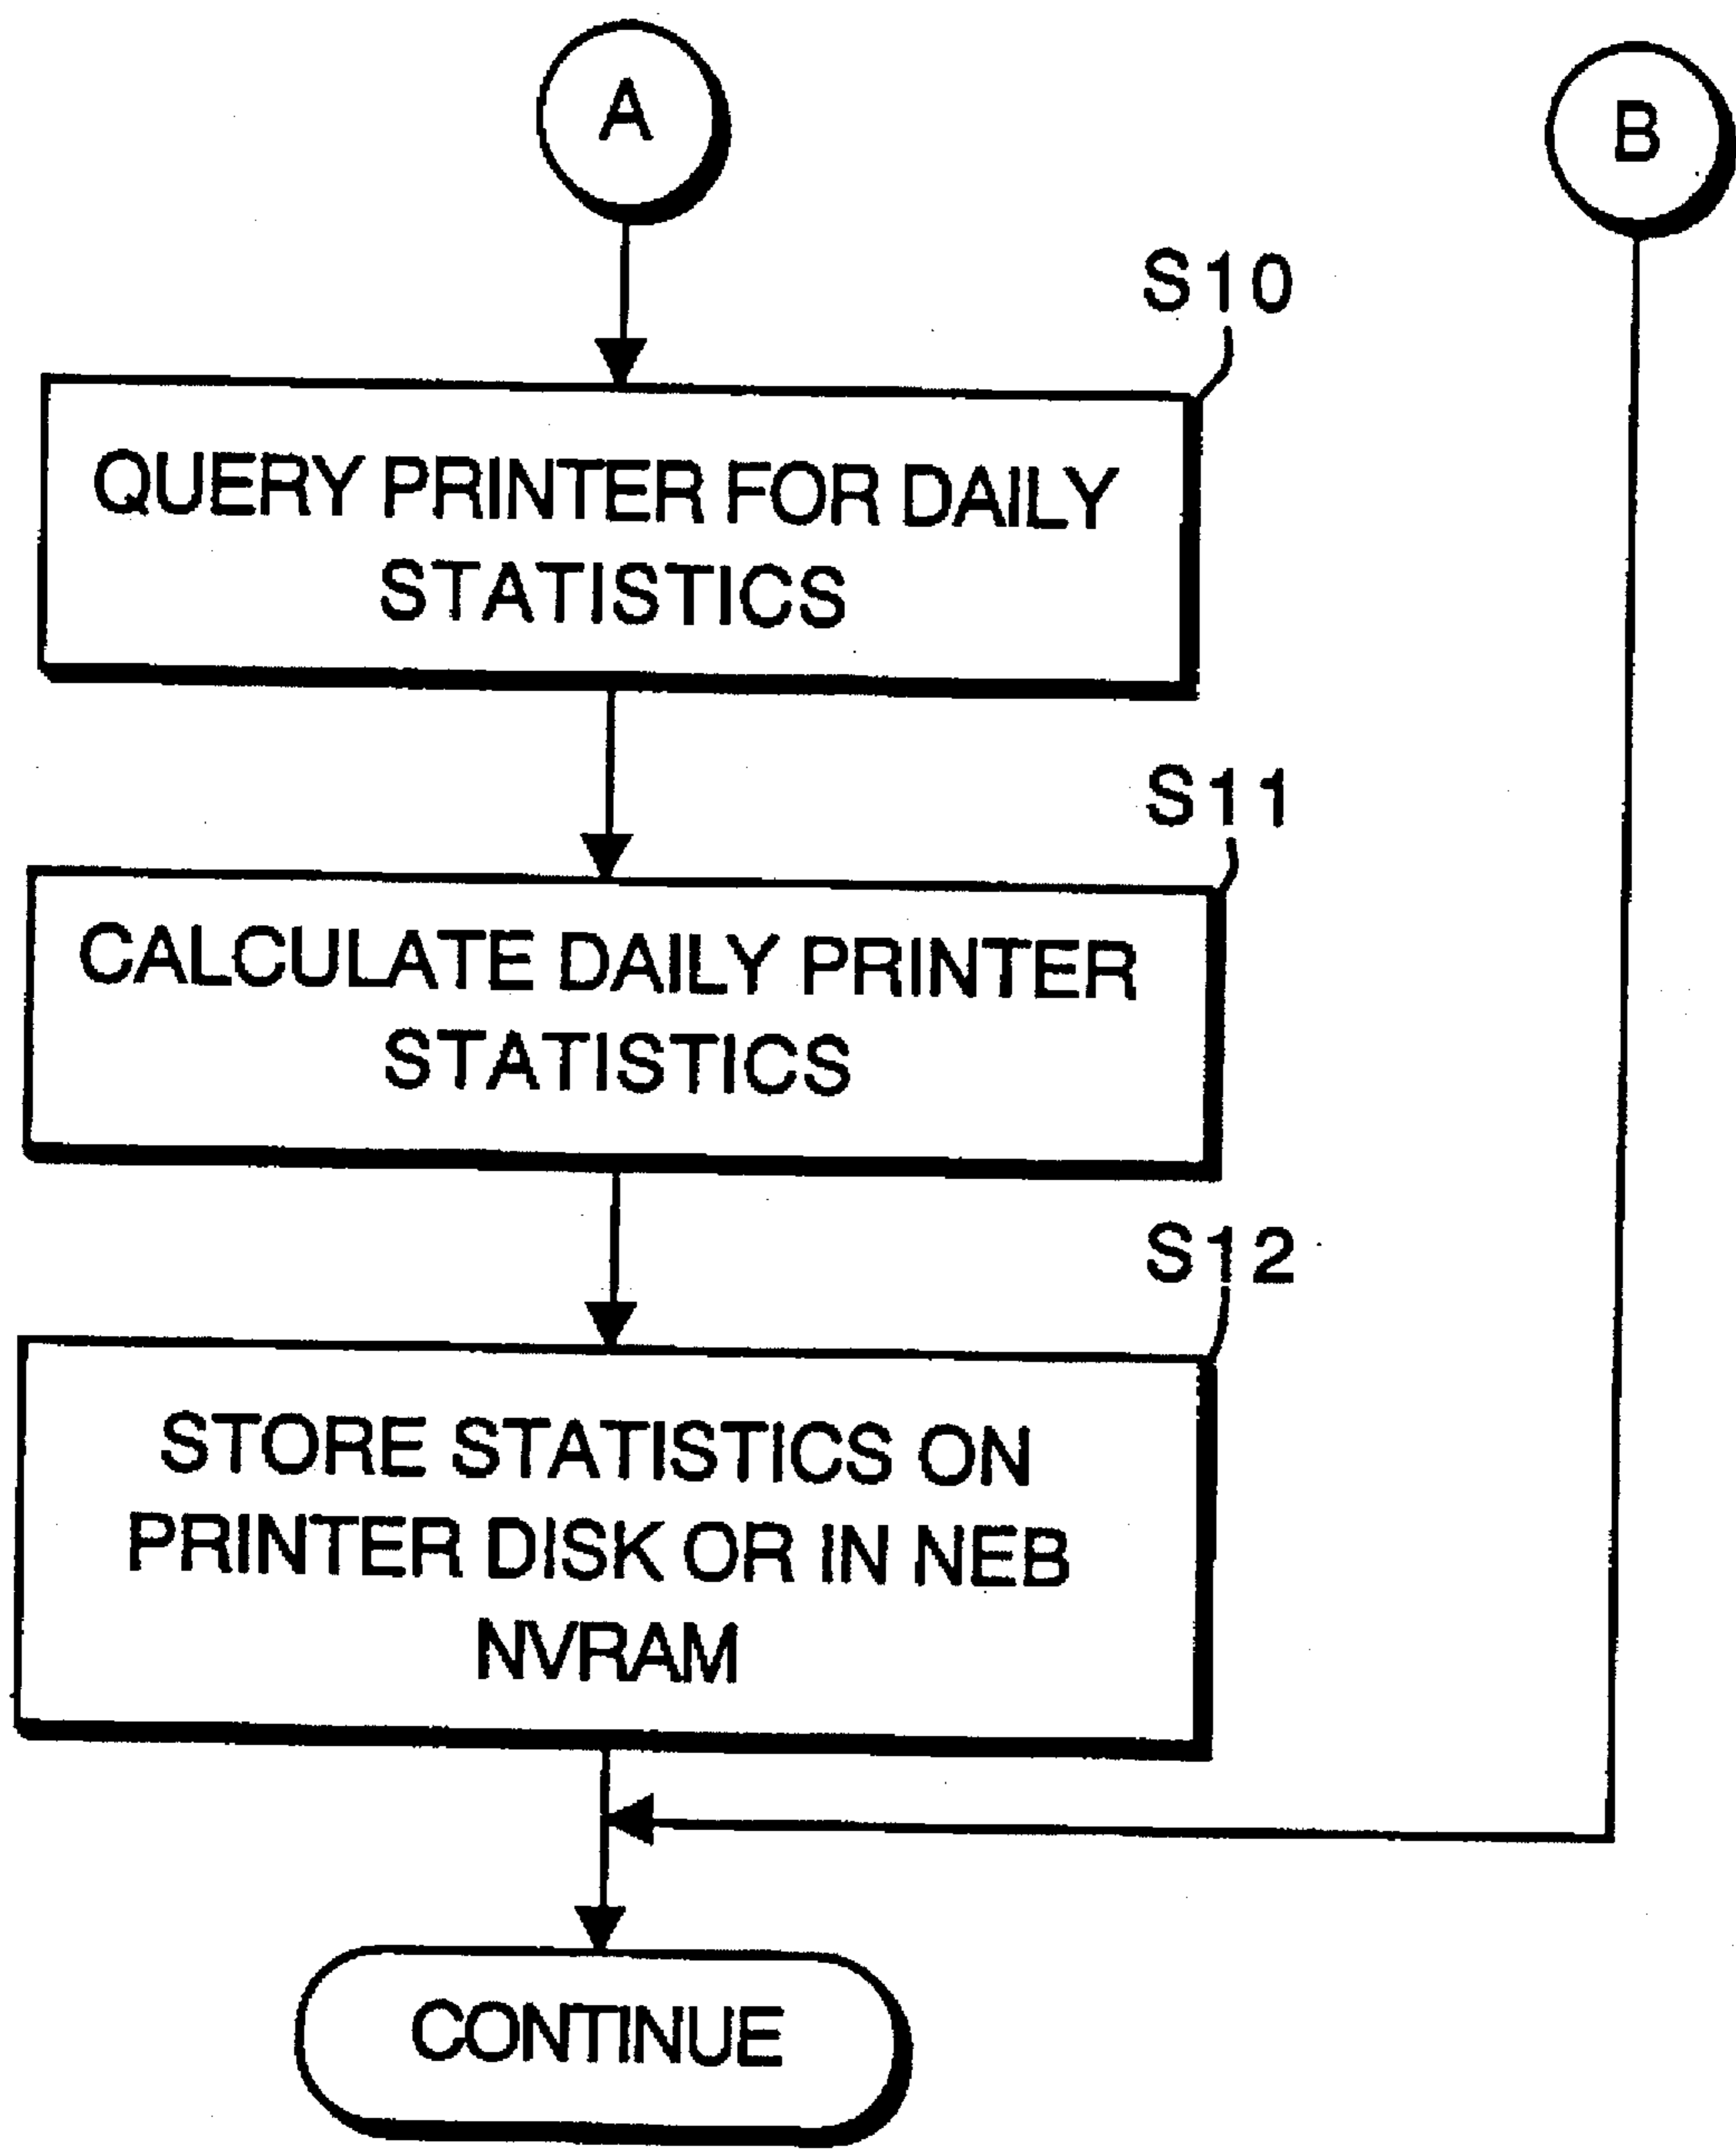 A
B
S10
QUERY PRINTER FOR DAILY
STATISTICS
S11
CALCULATE DAILY PRINTER
STATISTICS
S12
STORE STATISTICS ON
PRINTER DISK OR IN NEB
NVRAM
CONTINUE